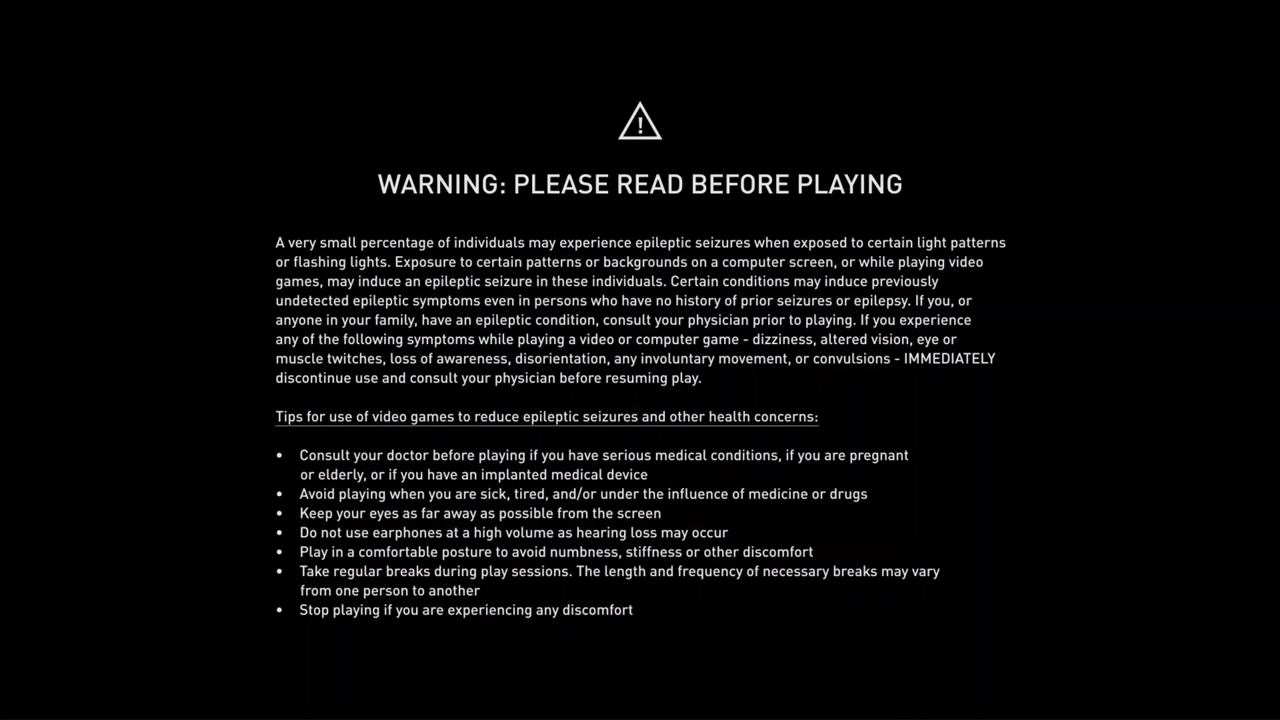 WARNING: PLEASE READ BEFORE PLAYING
A very small percentage of individuals may experience epileptic seizures when exposed to certain light patterns
or flashing lights. Exposure to certain patterns or backgrounds on a computer screen, or while playing video
games, may induce an epileptic seizure in these individuals. Certain conditions may induce previously
undetected epileptic symptoms even in persons who have no history of prior seizures or epilepsy. If you, or
anyone in your family, have an epileptic condition, consult your physician prior to playing. If you experience
any of the following symptoms while playing a video or computer game - dizziness, altered vision, eye or
muscle twitches, loss of awareness, disorientation, any involuntary movement, or convulsions - IMMEDIATELY
discontinue use and consult your physician before resuming play.
Tips for use of video games to reduce epileptic seizures and other health concerns:
• Consult your doctor before playing if you have serious medical conditions, if you are pregnant
or elderly, or if you have an implanted medical device
• Avoid playing when you are sick, tired, and/or under the influence of medicine or drugs
• Keep your eyes as far away as possible from the screen
• Do not use earphones at a high volume as hearing loss may occur
• Play in a comfortable posture to avoid numbness, stiffness or other discomfort
• Take regular breaks during play sessions. The length and frequency of necessary breaks may vary
from one person to another
• Stop playing if you are experiencing any discomfort